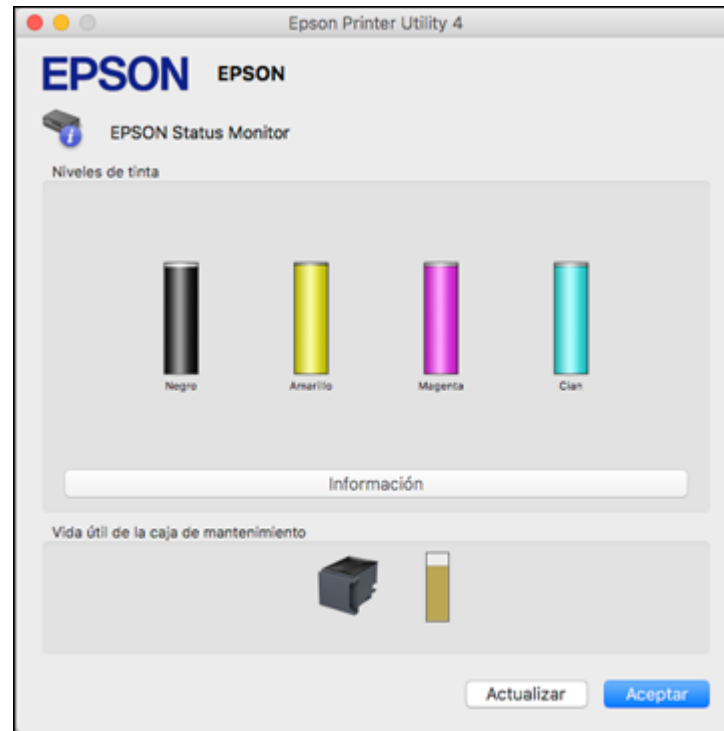 Epson Printer Utility 4
EPSON EPSON
EPSON Status Monitor
Niveles de tinta
Negro Amarillo Magenta Cian
Información
Vida útil de la caja de mantenimiento
Actualizar Aceptar